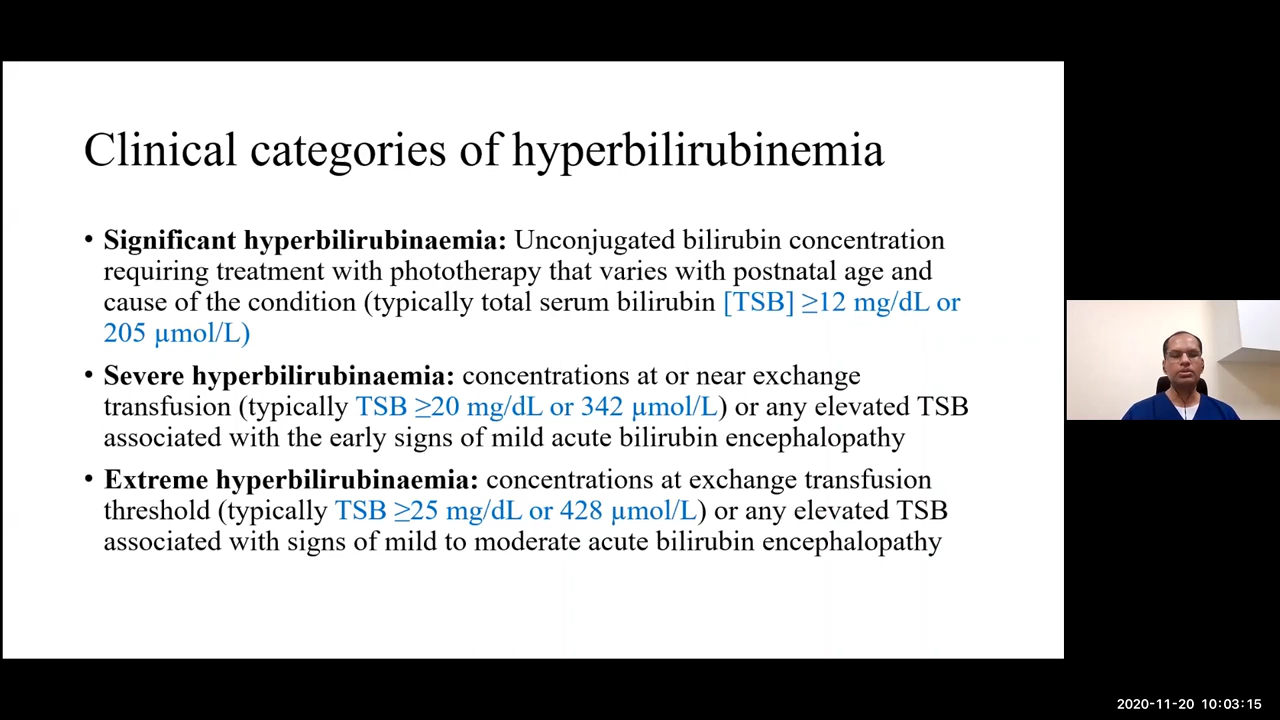 Clinical categories of hyperbilirubinemia
• Significant hyperbilirubinaemia: Unconjugated bilirubin concentration
requiring treatment with phototherapy that varies with postnatal age and
cause of the condition (typically total serum bilirubin [TSB] ≥12 mg/dL or
205 µmol/L)
• Severe hyperbilirubinaemia: concentrations at or near exchange
transfusion (typically TSB ≥20 mg/dL or 342 µmol/L) or any elevated TSB
associated with the early signs of mild acute bilirubin encephalopathy
• Extreme hyperbilirubinaemia: concentrations at exchange transfusion
threshold (typically TSB ≥25 mg/dL or 428 µmol/L) or any elevated TSB
associated with signs of mild to moderate acute bilirubin encephalopathy
2020-11-20 10:03:15